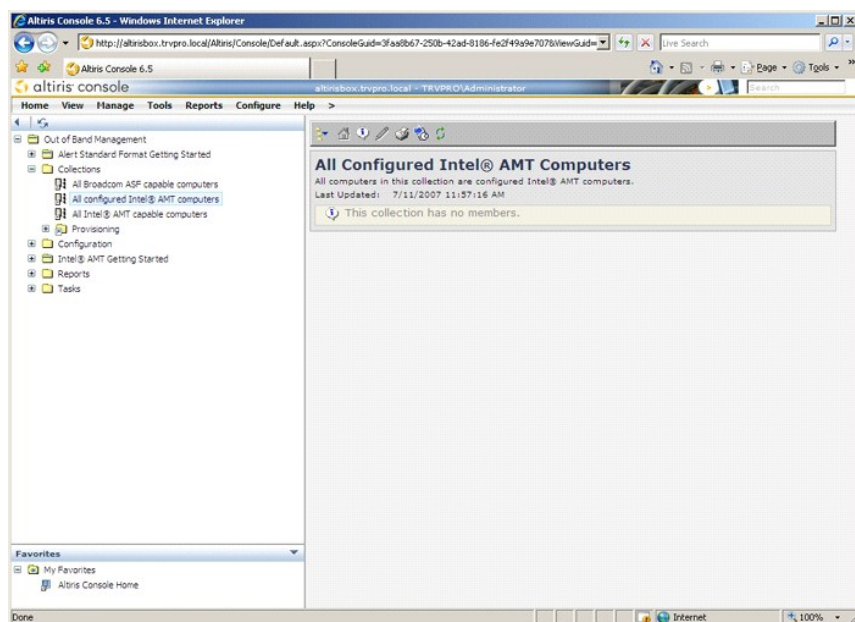 Altiris Console 6.5 - Windows Internet Explorer
http://altirisbox.trvpro.local/Altiris/Console/Default.aspx?ConsoleGuid=3faa8b67-250b-42ad-8186-fe2f49a9e7078&ViewGuid=
Live Search
Altiris Console 6.5
Page
Tools
altiris console
altirisbox.trvpro.local - TRVPRO\Administrator
Search
Home View Manage Tools Reports Configure Help >
Out of Band Management
Alert Standard Format Getting Started
Collections
All Broadcom ASF capable computers
All configured Intel® AMT computers
All Intel® AMT capable computers
Provisioning
Configuration
Intel® AMT Getting Started
Reports
Tasks
All Configured Intel® AMT Computers
All computers in this collection are configured Intel® AMT computers.
Last Updated: 7/11/2007 11:57:16 AM
This collection has no members.
Favorites
My Favorites
Altiris Console Home
Done
Internet
100%